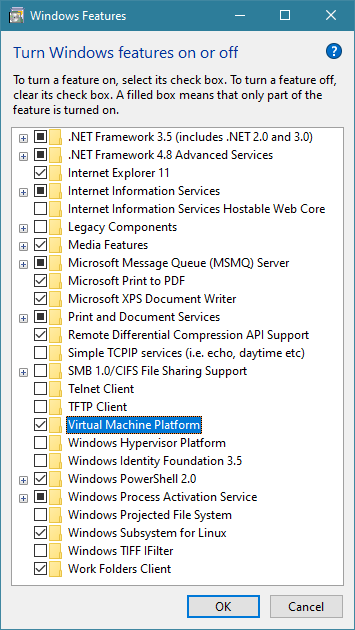 Windows Features
Turn Windows features on or off
?
To turn a feature on, select its check box. To turn a feature off,
clear its check box. A filled box means that only part of the
feature is turned on.
.NET Framework 3.5 (includes .NET 2.0 and 3.0)
.NET Framework 4.8 Advanced Services
Internet Explorer 11
Internet Information Services
Internet Information Services Hostable Web Core
Legacy Components
Media Features
Microsoft Message Queue (MSMQ) Server
Microsoft Print to PDF
Microsoft XPS Document Writer
Print and Document Services
Remote Differential Compression API Support
Simple TCPIP services (i.e. echo, daytime etc)
SMB 1.0/CIFS File Sharing Support
Telnet Client
TFTP Client
Virtual Machine Platform
Windows Hypervisor Platform
Windows Identity Foundation 3.5
Windows PowerShell 2.0
Windows Process Activation Service
Windows Projected File System
Windows Subsystem for Linux
Windows TIFF IFilter
Work Folders Client
OK Cancel